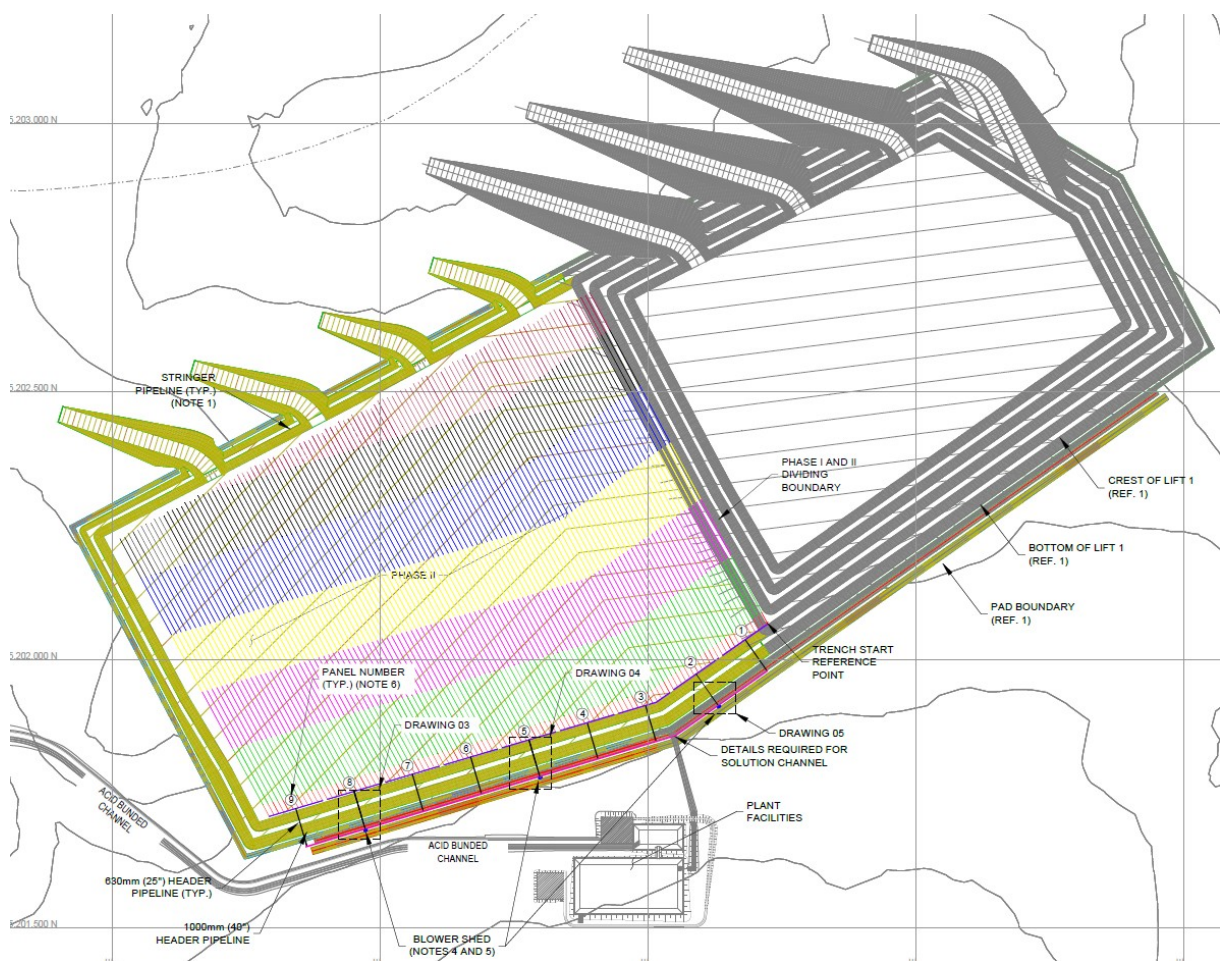 5,203,000 N
STRINGER
PIPELINE (TYP.)
(NOTE 1)
5,202,500 N
PHASE I AND II
DIVIDING
BOUNDARY
CREST OF LIFT 1
(REF. 1)
BOTTOM OF LIFT 1
(REF. 1)
PHASE II
PAD BOUNDARY
(REF. 1)
1
TRENCH START
REFERENCE
POINT
5,202,000 N
2
PANEL NUMBER
(TYP.) (NOTE 6)
DRAWING 04
3
DRAWING 03
4
DRAWING 05
5
DETAILS REQUIRED FOR
SOLUTION CHANNEL
6
7
8
9
PLANT
FACILITIES
ACID BUNDED
CHANNEL
ACID BUNDED
CHANNEL
630mm (25") HEADER
PIPELINE (TYP.)
1000mm (40")
HEADER PIPELINE
BLOWER SHED
(NOTES 4 AND 5)
5,201,500 N